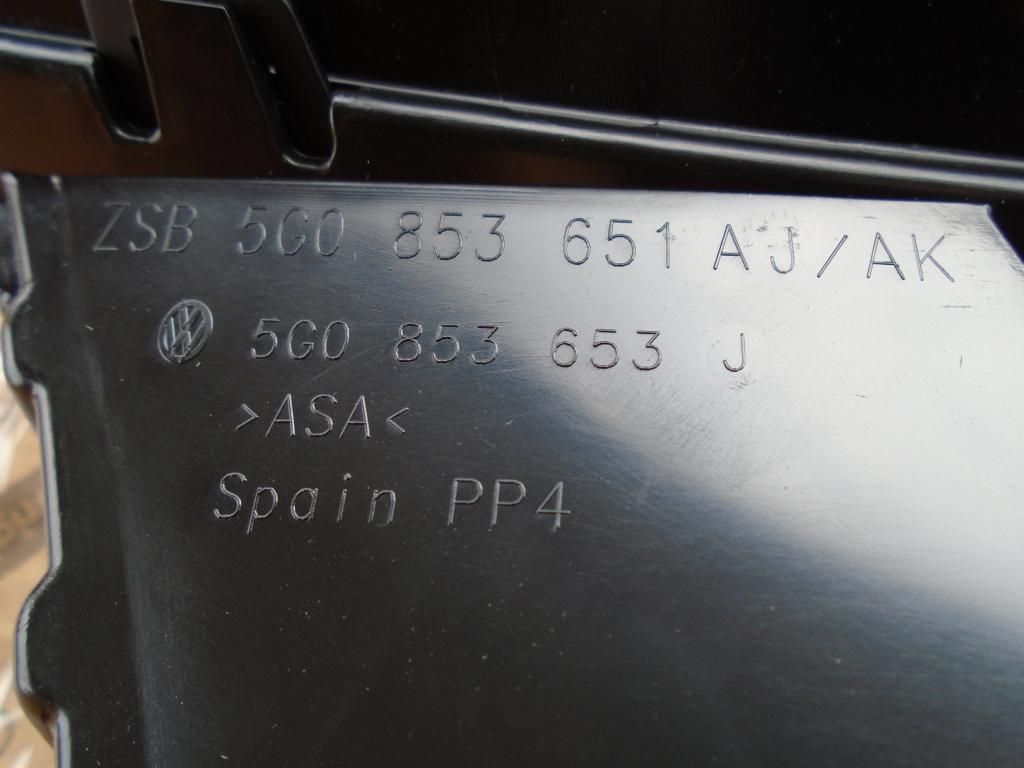 ZSB 5G0 853 651 AJ/AK
5G0 853 653 J
>ASA<
Spain PP4